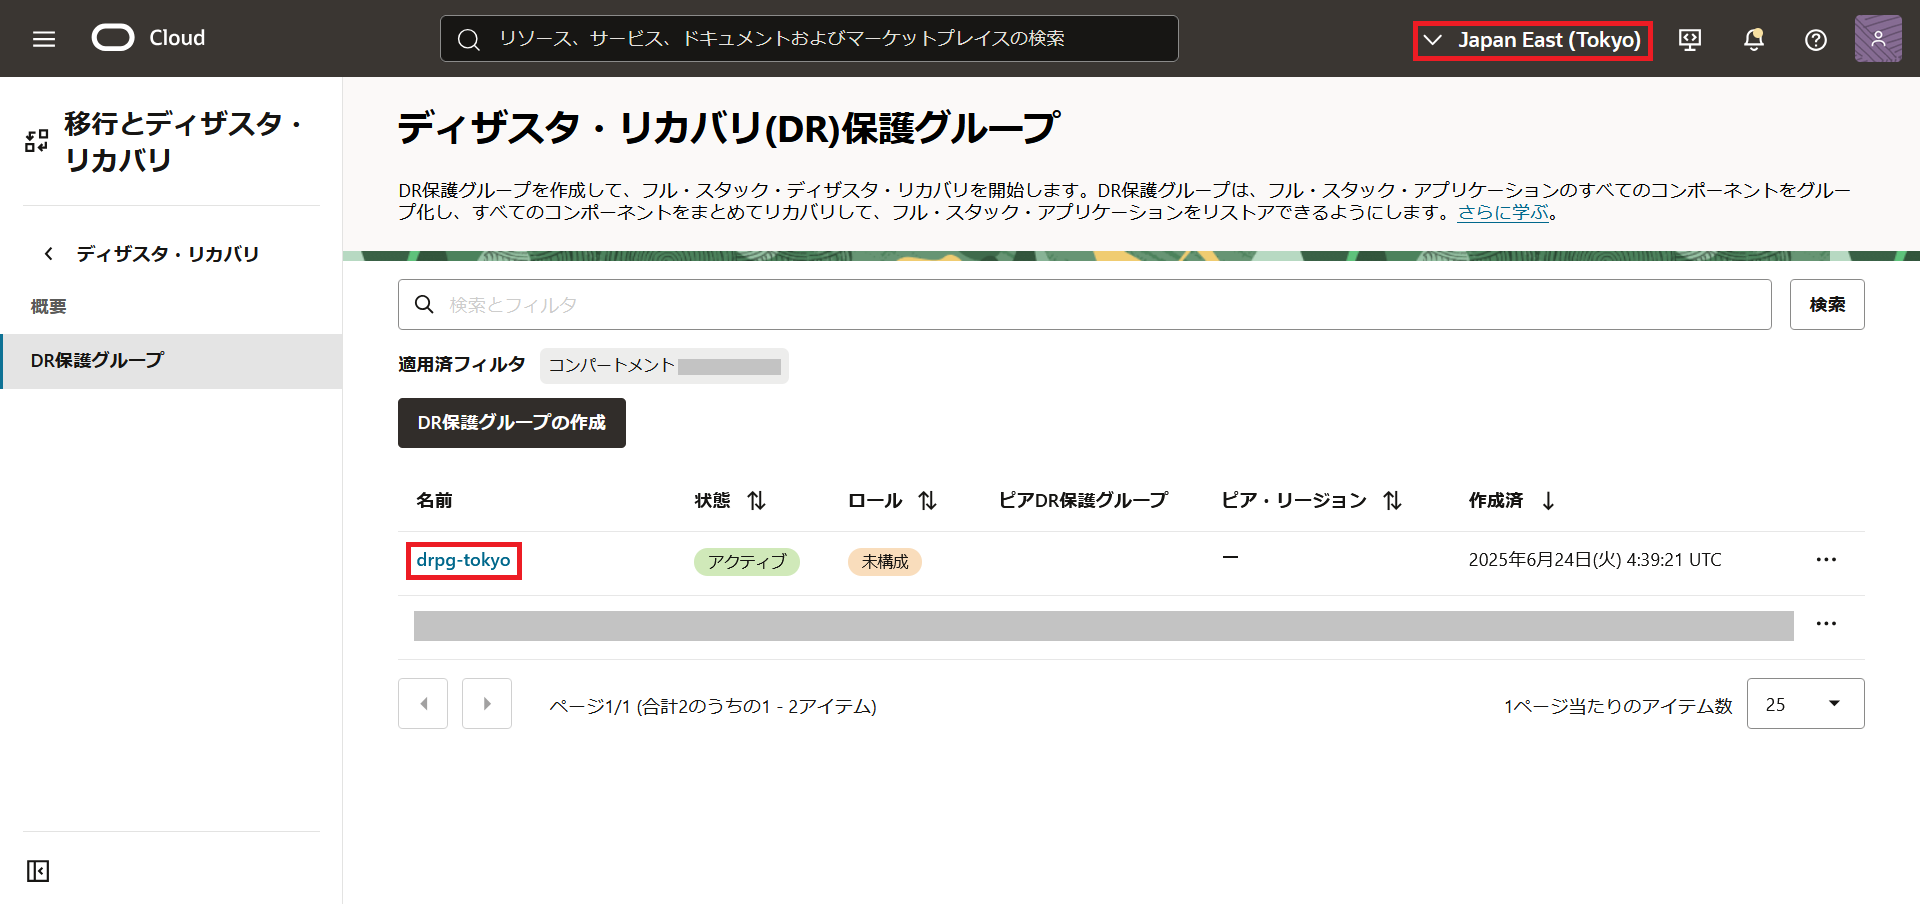 Cloud
リソース、サービス、ドキュメントおよびマーケットプレイスの検索
Japan East (Tokyo)
移行とディザスタ・
リカバリ
ディザスタ・リカバリ
概要
DR保護グループ
ディザスタ・リカバリ(DR)保護グループ
DR保護グループを作成して、フル・スタック・ディザスタ・リカバリを開始します。DR保護グループは、フル・スタック・アプリケーションのすべてのコンポーネントをグルー
プ化し、すべてのコンポーネントをまとめてリカバリして、フル・スタック・アプリケーションをリストアできるようにします。さらに学ぶ。
検索とフィルタ
検索
適用済フィルタ コンパートメント
DR保護グループの作成
名前 状態 ロール ピアDR保護グループ ピア・リージョン 作成済
drpg-tokyo アクティブ 未構成 — 2025年6月24日(火) 4:39:21 UTC
ページ1/1 (合計2のうちの1 - 2アイテム)
1ページ当たりのアイテム数 25